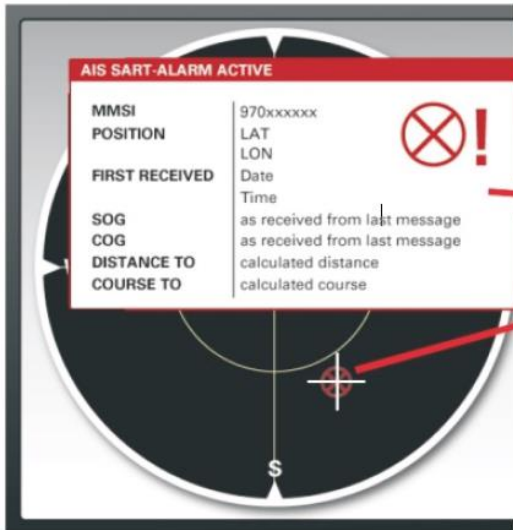 AIS SART-ALARM ACTIVE
MMSI 970xxxxxx
POSITION LAT
LON
FIRST RECEIVED Date
Time
SOG as received from last message
COG as received from last message
DISTANCE TO calculated distance
COURSE TO calculated course
S